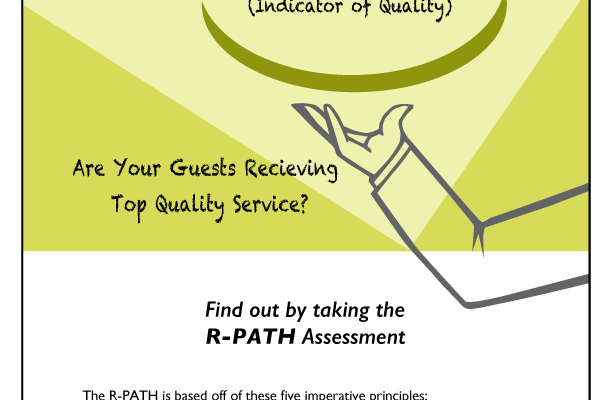 (Indicator of Quality)
Are Your Guests Recieving
Top Quality Service?
Find out by taking the
R-PATH Assessment
The R-PATH is based off of these five imperative principles: